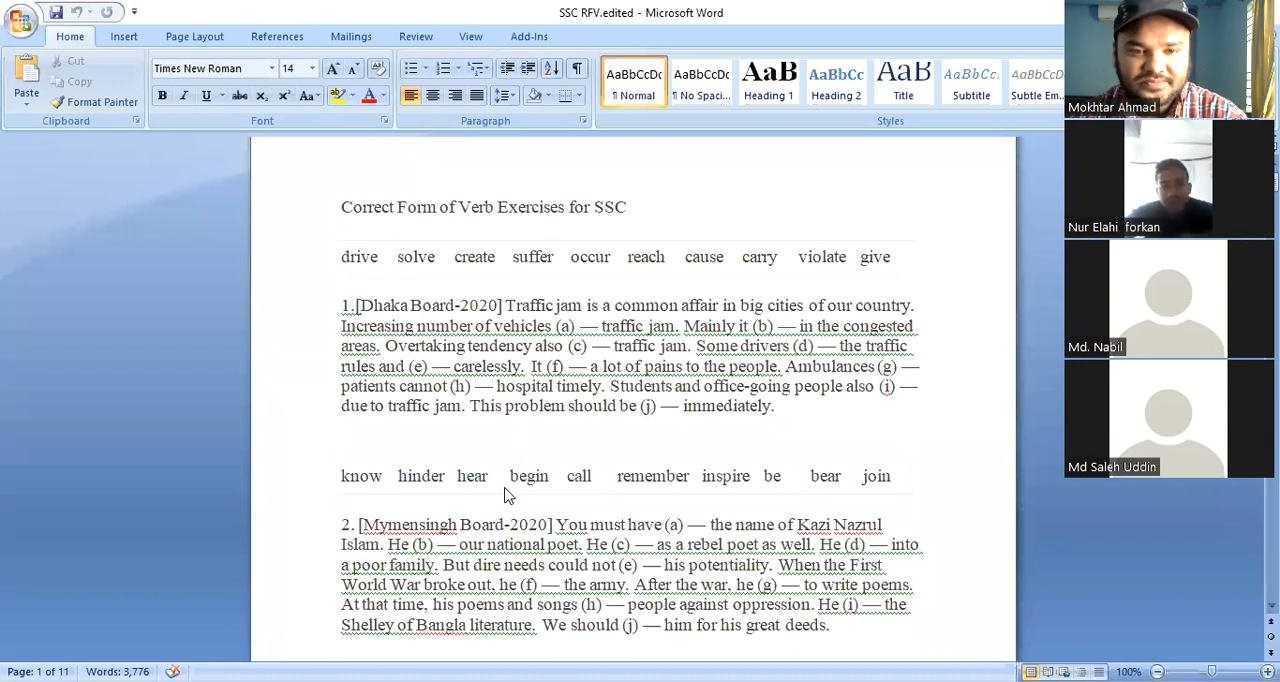 SSC RFV.edited - Microsoft Word
Home Insert Page Layout References Mailings Review View Add-Ins
Paste
Cut
Copy
Format Painter
Clipboard
Times New Roman 14
Font
Paragraph
AaBbCcDc AaBbCcDc AaB AaBbCc AaB AaBbCc. AaBbCcDc
¶ Normal ¶ No Spaci... Heading 1 Heading 2 Title Subtitle Subtle Em...
Styles
Correct Form of Verb Exercises for SSC
drive solve create suffer occur reach cause carry violate give
1.[Dhaka Board-2020] Traffic jam is a common affair in big cities of our country.
Increasing number of vehicles (a) — traffic jam. Mainly it (b) — in the congested
areas. Overtaking tendency also (c) — traffic jam. Some drivers (d) — the traffic
rules and (e) — carelessly. It (f) — a lot of pains to the people. Ambulances (g) —
patients cannot (h) — hospital timely. Students and office-going people also (i) —
due to traffic jam. This problem should be (j) — immediately.
know hinder hear begin call remember inspire be bear join
2. [Mymensingh Board-2020] You must have (a) — the name of Kazi Nazrul
Islam. He (b) — our national poet. He (c) — as a rebel poet as well. He (d) — into
a poor family. But dire needs could not (e) — his potentiality. When the First
World War broke out, he (f) — the army. After the war, he (g) — to write poems.
At that time, his poems and songs (h) — people against oppression. He (i) — the
Shelley of Bangla literature. We should (j) — him for his great deeds.
Page: 1 of 11 Words: 3,776
100%
Mokhtar Ahmad
Nur Elahi forkan
Md. Nabil
Md Saleh Uddin